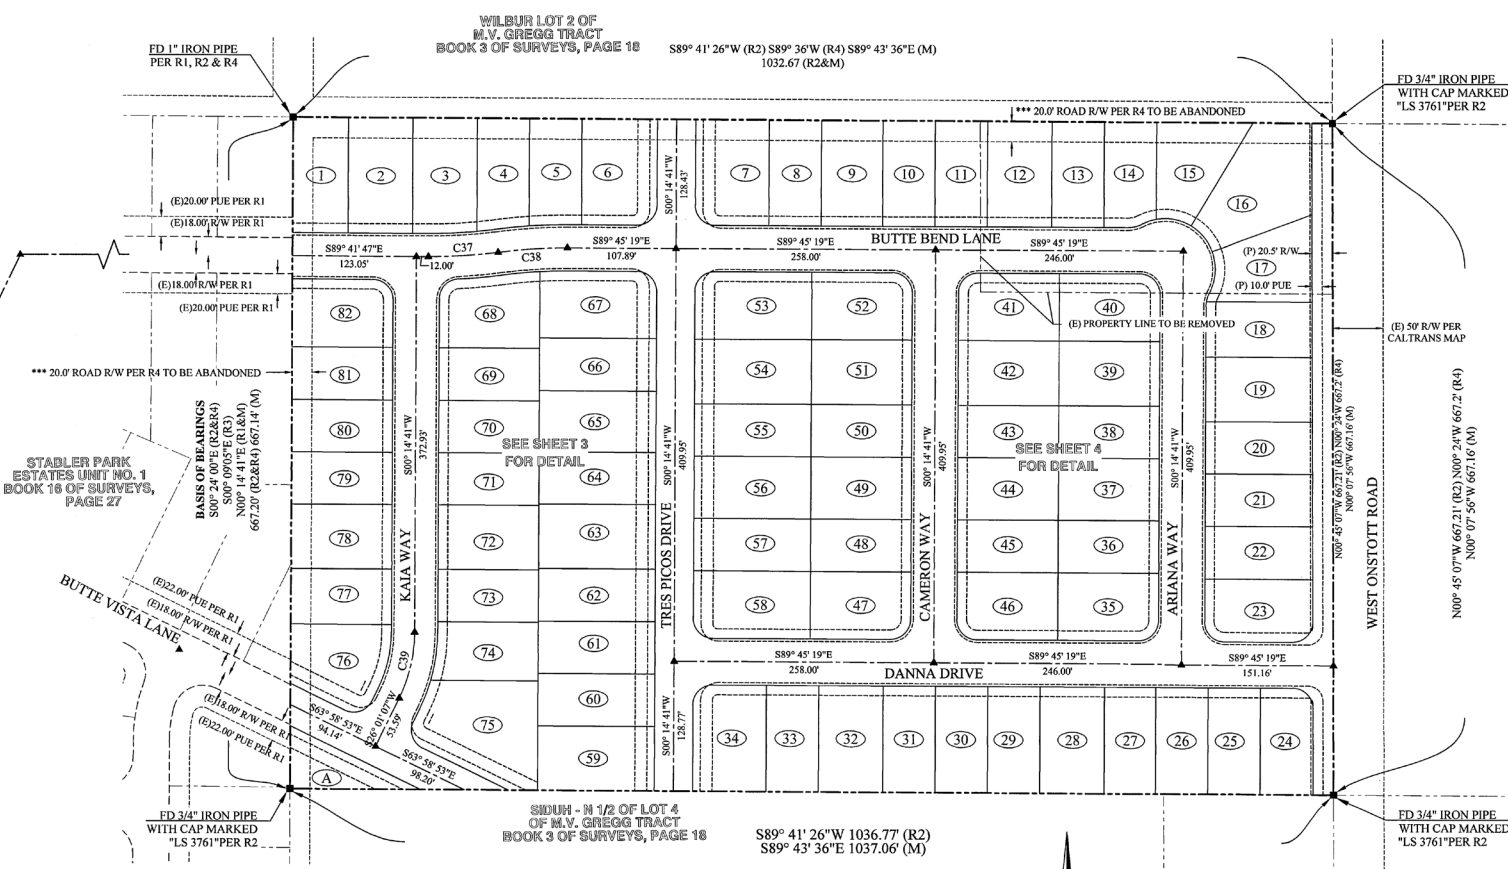 WILBUR LOT 2 OF
M.V. GREGG TRACT
BOOK 3 OF SURVEYS, PAGE 18
S89° 41' 26"W (R2) S89° 36'W (R4) S89° 43' 36"E (M)
1032.67 (R2&M)
FD 1" IRON PIPE
PER R1, R2 & R4
FD 3/4" IRON PIPE
WITH CAP MARKED
"LS 3761"PER R2
*** 20.0' ROAD R/W PER R4 TO BE ABANDONED
1
2
3
4
5
6
S00° 14' 41"W
128.43'
7
8
9
10
11
12
13
14
15
16
17
(E)20.00' PUE PER R1
(E)18.00' R/W PER R1
(E)18.00' R/W PER R1
(E)20.00' PUE PER R1
S89° 41' 47"E
123.05'
12.00'
C37
C38
S89° 45' 19"E
107.89'
S89° 45' 19"E
258.00'
BUTTE BEND LANE
S89° 45' 19"E
246.00'
(P) 20.5' R/W
(P) 10.0' PUE
(E) PROPERTY LINE TO BE REMOVED
(E) 50' R/W PER
CALTRANS MAP
*** 20.0' ROAD R/W PER R4 TO BE ABANDONED
BASIS OF BEARINGS
S00° 24' 00"E (R2&R4)
S00° 09'05"E (R3)
N00° 14' 41"E (R1&M)
667.20' (R2&R4) 667.14' (M)
STABLER PARK
ESTATES UNIT NO. 1
BOOK 16 OF SURVEYS,
PAGE 27
82
81
80
79
78
77
76
KAIA WAY
S00° 14' 41"W
372.93'
68
69
70
71
72
73
74
75
67
66
65
64
63
62
61
60
59
SEE SHEET 3
FOR DETAIL
TRES PICOS DRIVE
S00° 14' 41"W
409.95'
53
54
55
56
57
58
52
51
50
49
48
47
CAMERON WAY
S00° 14' 41"W
409.95'
41
42
43
44
45
46
40
39
38
37
36
35
SEE SHEET 4
FOR DETAIL
ARIANA WAY
S00° 14' 41"W
409.95'
18
19
20
21
22
23
N00° 45' 07"W 667.21' (R2) N00° 24'W 667.2' (R4)
N00° 07' 56"W 667.16' (M)
WEST ONSTOTT ROAD
N00° 45' 07"W 667.21' (R2) N00° 24'W 667.2' (R4)
N00° 07' 56"W 667.16' (M)
BUTTE VISTA LANE
(E)22.00' PUE PER R1
(E)18.00' R/W PER R1
(E)18.00' R/W PER R1
(E)22.00' PUE PER R1
S63° 58' 53"E
94.14'
S26° 01' 07"W
53.59'
C39
S63° 58' 53"E
98.20'
A
S89° 45' 19"E
258.00'
DANNA DRIVE
S89° 45' 19"E
246.00'
S89° 45' 19"E
151.16'
S00° 14' 41"W
128.77'
34
33
32
31
30
29
28
27
26
25
24
FD 3/4" IRON PIPE
WITH CAP MARKED
"LS 3761"PER R2
SIDUH - N 1/2 OF LOT 4
OF M.V. GREGG TRACT
BOOK 3 OF SURVEYS, PAGE 18
S89° 41' 26"W 1036.77' (R2)
S89° 43' 36"E 1037.06' (M)
FD 3/4" IRON PIPE
WITH CAP MARKED
"LS 3761"PER R2